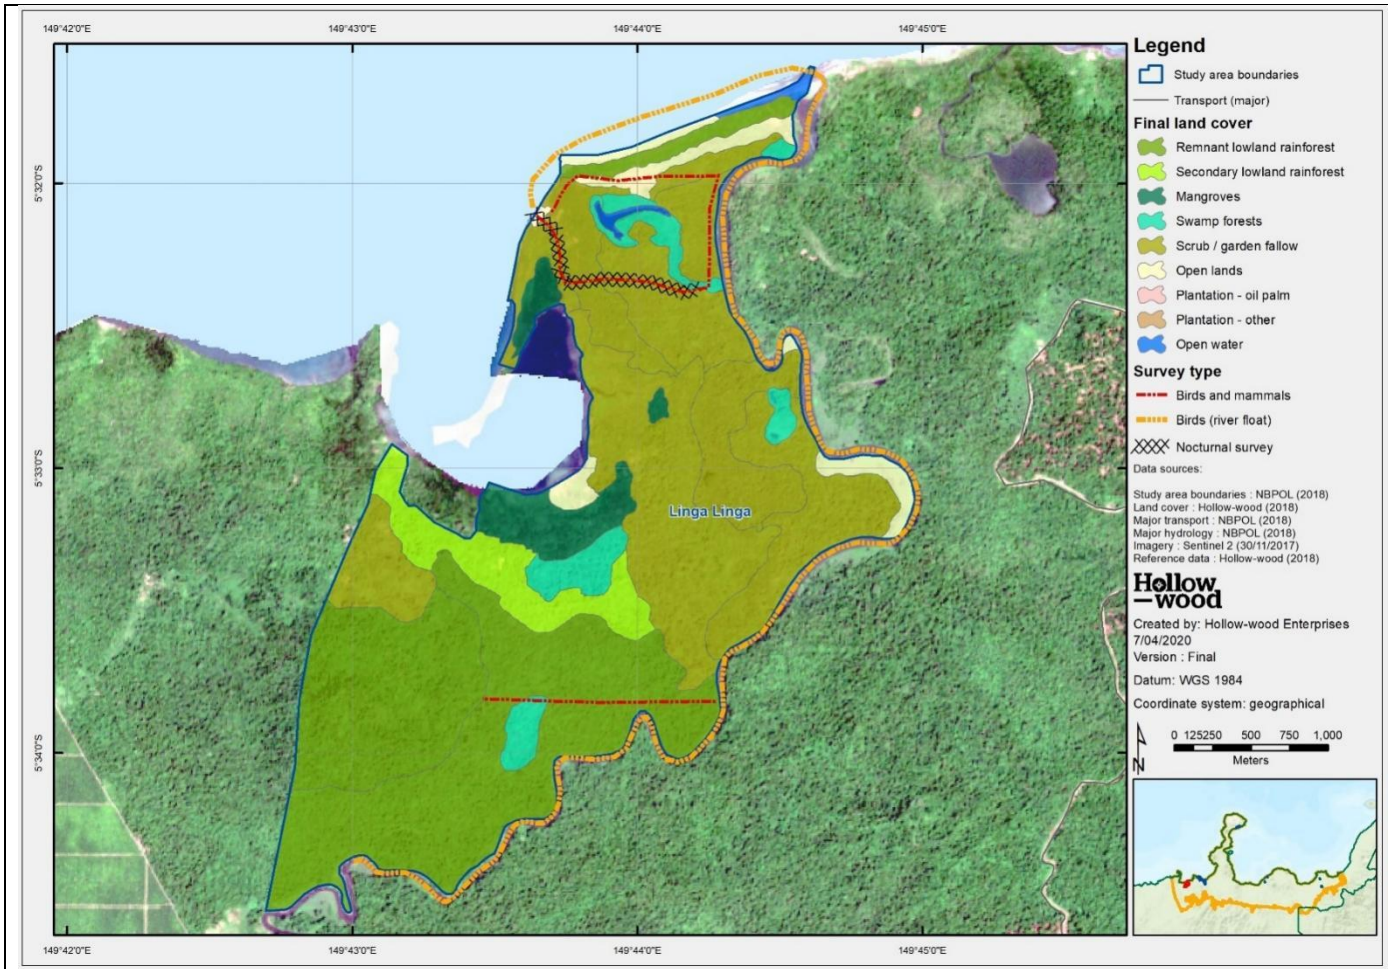 149°42'0"E
149°43'0"E
149°44'0"E
149°45'0"E
5°32'0"S
5°33'0"S
5°34'0"S
Linga Linga
149°42'0"E
149°43'0"E
149°44'0"E
149°45'0"E
Legend
Study area boundaries
Transport (major)
Final land cover
Remnant lowland rainforest
Secondary lowland rainforest
Mangroves
Swamp forests
Scrub / garden fallow
Open lands
Plantation - oil palm
Plantation - other
Open water
Survey type
Birds and mammals
Birds (river float)
Nocturnal survey
Data sources:
Study area boundaries : NBPOL (2018)
Land cover : Hollow-wood (2018)
Major transport : NBPOL (2018)
Major hydrology : NBPOL (2018)
Imagery : Sentinel 2 (30/11/2017)
Reference data : Hollow-wood (2018)
Hollow
—wood
Created by: Hollow-wood Enterprises
7/04/2020
Version : Final
Datum: WGS 1984
Coordinate system: geographical
0 125250 500 750 1,000
Meters
N